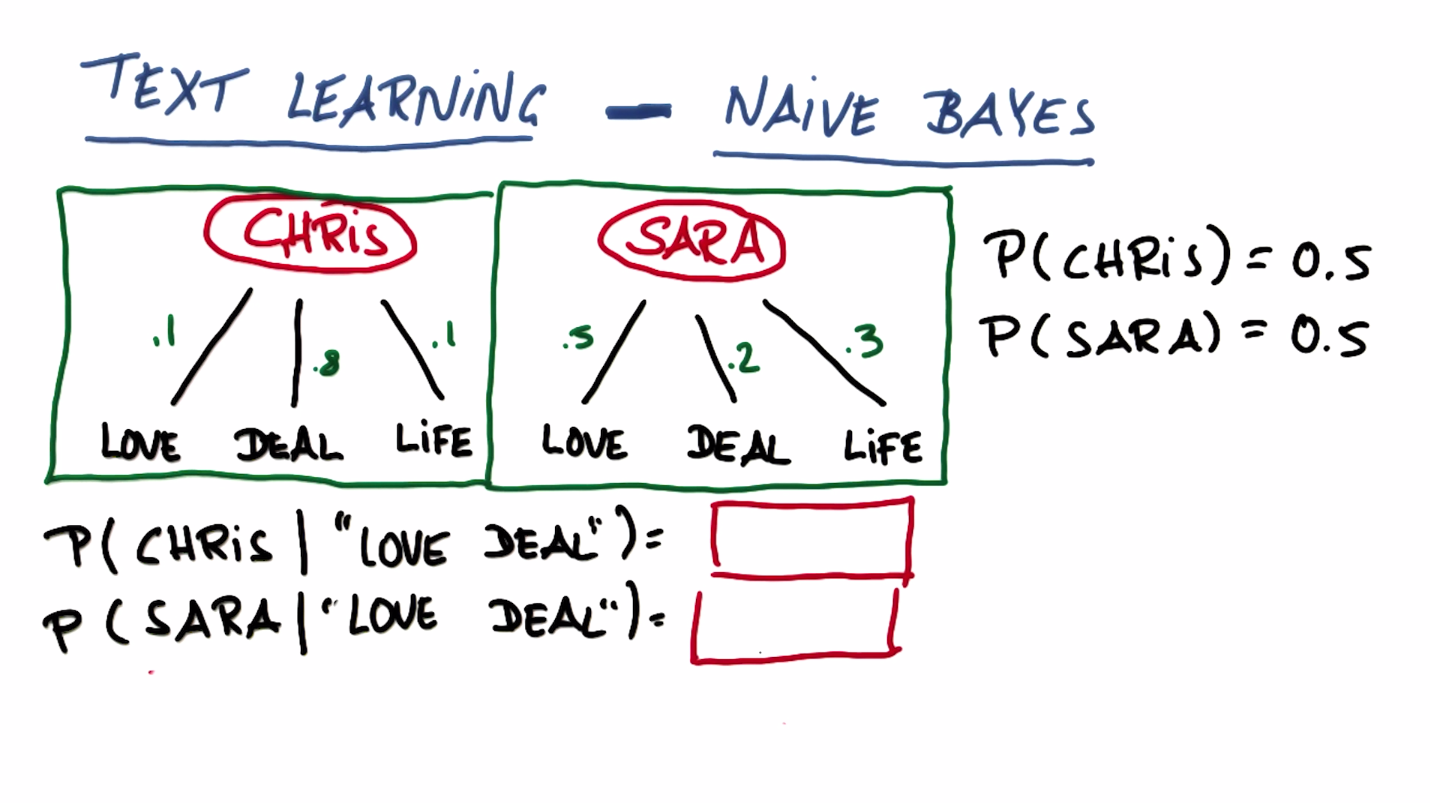 TEXT LEARNING - NAIVE BAYES
CHRIS
SARA
P(CHRIS) = 0.5
P(SARA) = 0.5
.1 .8 .1
.5 .2 .3
LOVE DEAL LIFE
LOVE DEAL LIFE
P(CHRIS | "LOVE DEAL") =
P(SARA | "LOVE DEAL") =